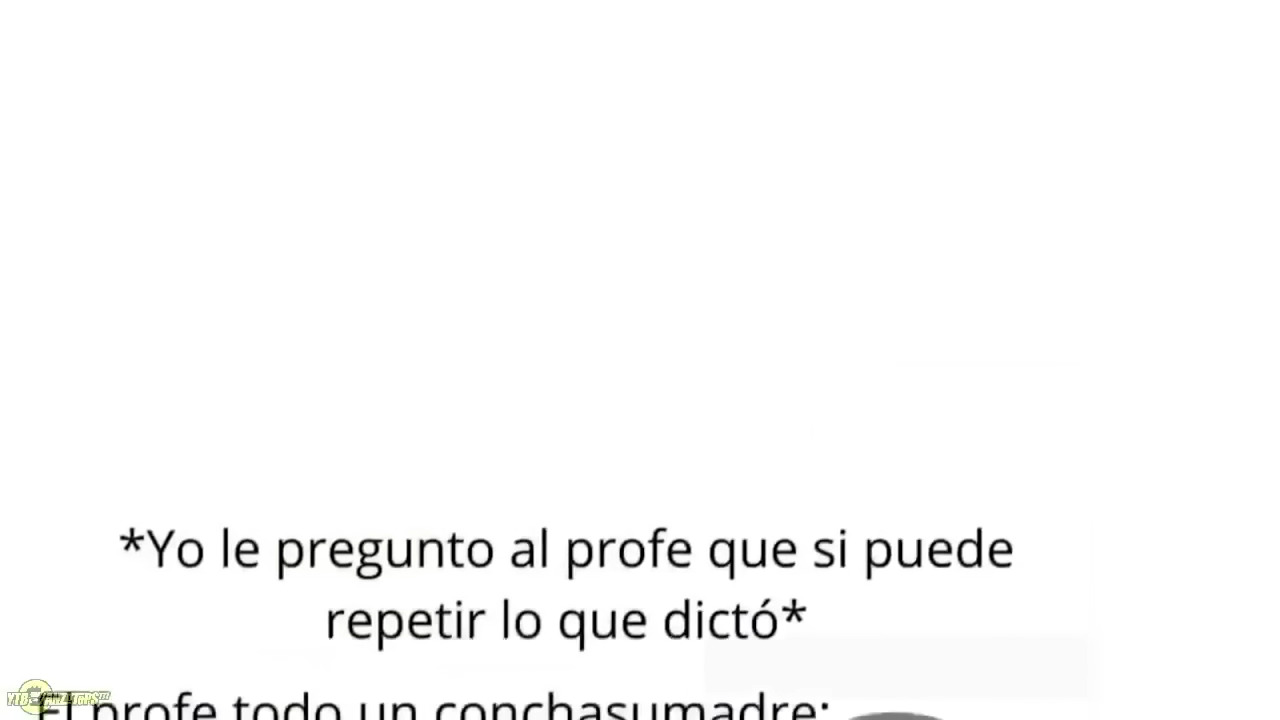 *Yo le pregunto al profe que si puede
repetir lo que dictó*
El profe todo un conchasumadre: